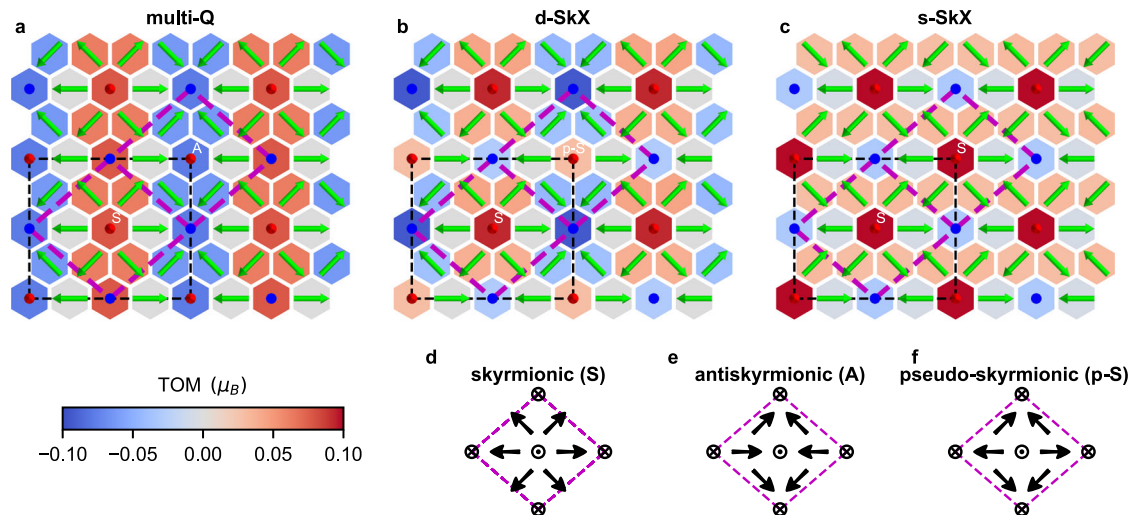 a
multi-Q
b
d-SkX
c
s-SkX
A
p-S
S
S
S
S
TOM (μB)
−0.10
−0.05
0.00
0.05
0.10
d
skyrmionic (S)
e
antiskyrmionic (A)
f
pseudo-skyrmionic (p-S)